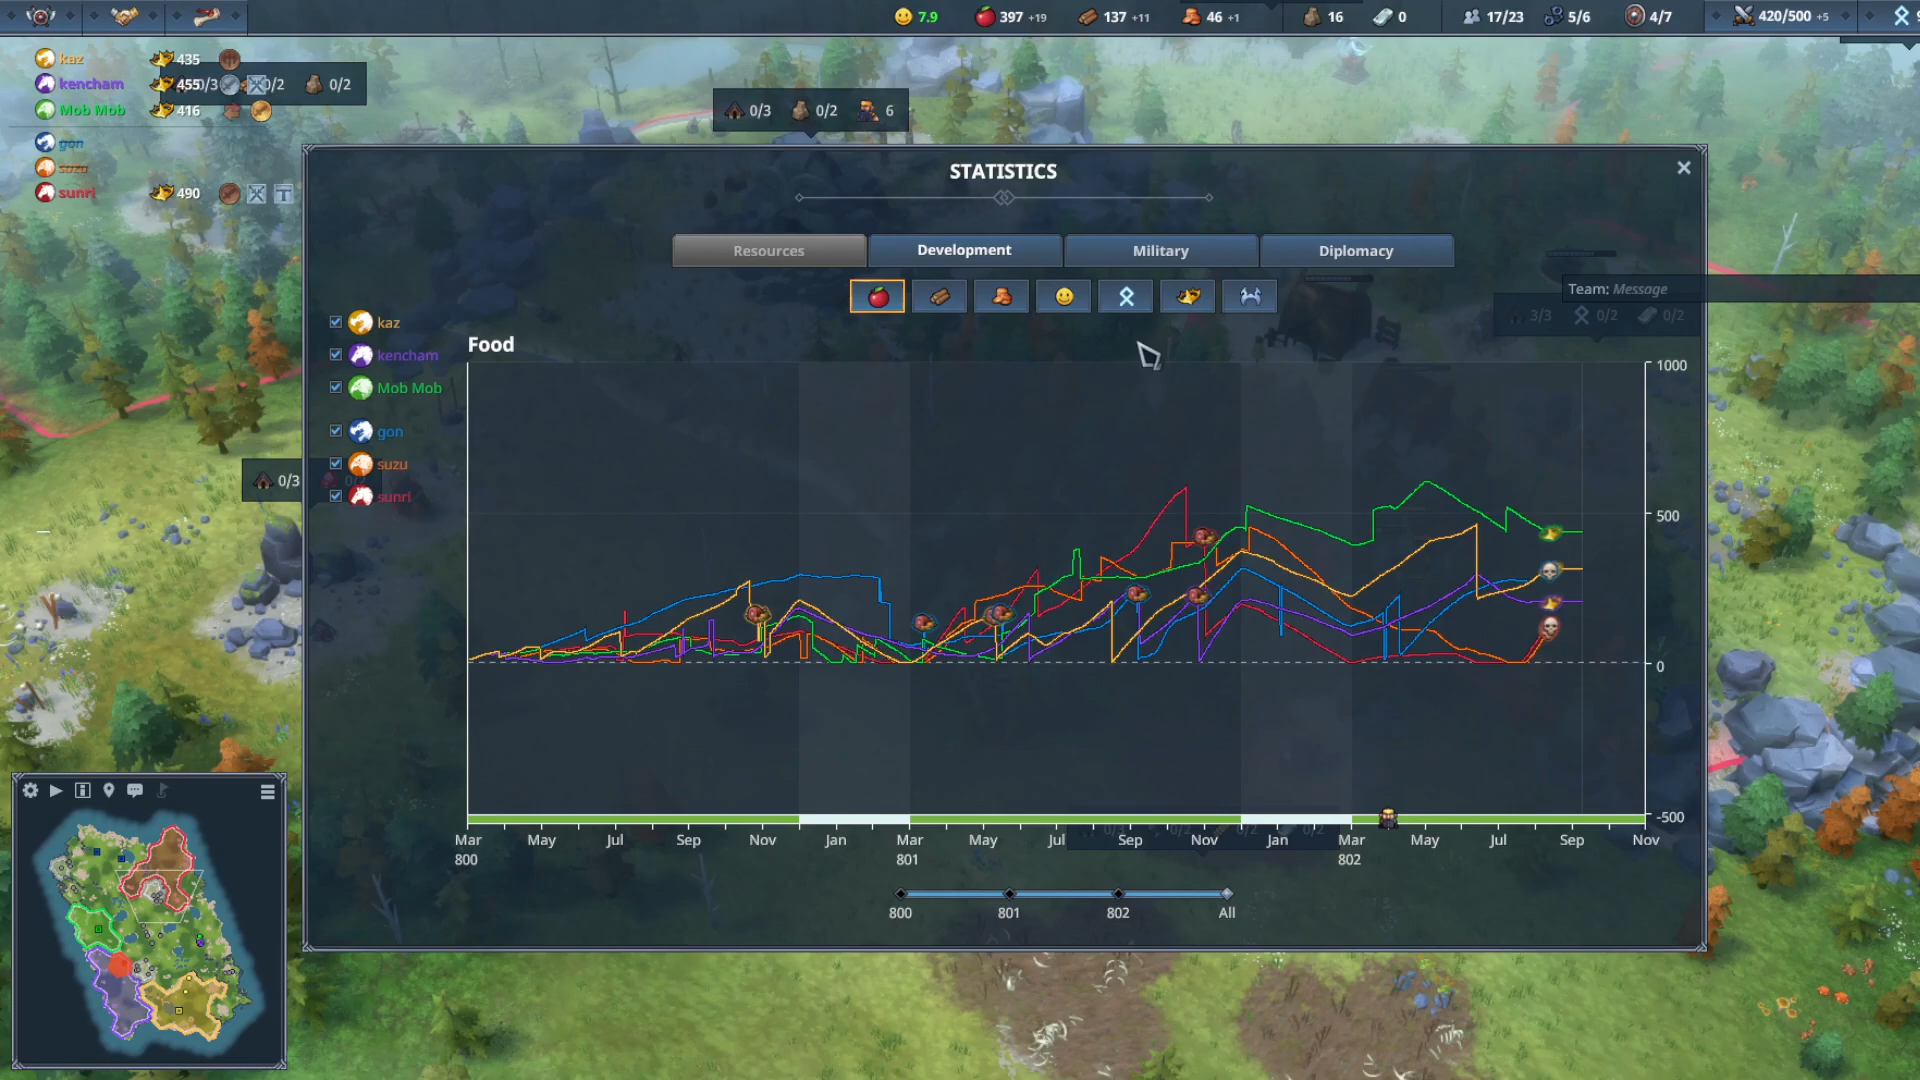 7.9 397 +19 137 +11 46 +1 16 0 17/23 5/6 4/7 420/500 +5
kaz 435
kencham 455 0/3 0/2 0/2
Mob Mob 416
0/3 0/2 6
gon
suzu
sunri 490
STATISTICS
Resources Development Military Diplomacy
Team: Message
3/3 0/2 0/2
kaz
kencham
Mob Mob
gon
suzu
sunri
0/3
Food
1000
500
0
-500
Mar May Jul Sep Nov Jan Mar May Jul Sep Nov Jan Mar May Jul Sep Nov
800 801 802
800 801 802 All